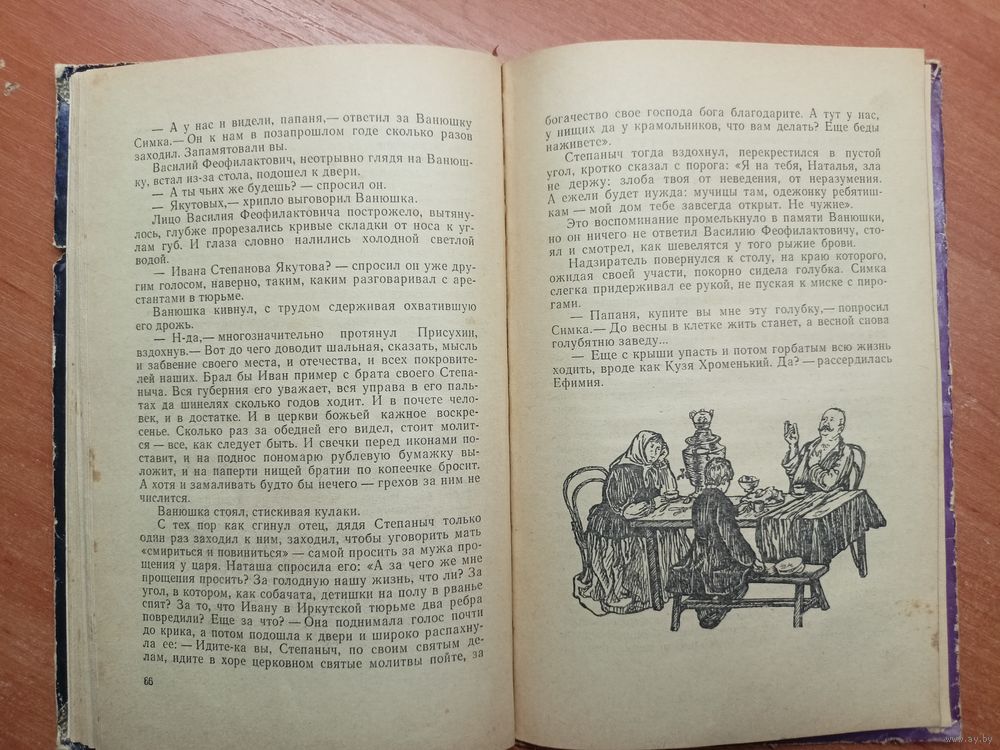 — А у нас и видели, папаня,— ответил за Ванюшку
Симка.— Он к нам в позапрошлом годе сколько разов
заходил. Запамятовали вы.
Василий Феофилактович, неотрывно глядя на Ванюш-
ку, встал из-за стола, подошел к двери.
— А ты чьих же будешь? — спросил он.
— Якутовых,— хрипло выговорил Ванюшка.
Лицо Василия Феофилактовича построжело, вытяну-
лось, глубже прорезались кривые складки от носа к уг-
лам губ. И глаза словно налились холодной светлой
водой.
— Ивана Степанова Якутова? — спросил он уже дру-
гим голосом, наверно, таким, каким разговаривал с аре-
стантами в тюрьме.
Ванюшка кивнул, с трудом сдерживая охватившую
его дрожь.
— Н-да,— многозначительно протянул Присухин,
вздохнув.— Вот до чего доводит шальная, сказать, мысль
и забвение своего места, и отечества, и всех покровите-
лей наших. Брал бы Иван пример с брата своего Степа-
ныча. Вся губерния его уважает, вся управа в его паль-
тах да шинелях сколько годов ходит. И в почете чело-
век, и в достатке. И в церкви божьей кажное воскре-
сенье. Сколько раз за обедней его видел, стоит молит-
ся — все, как следует быть. И свечки перед иконами по-
ставит, и на поднос пономарю рублевую бумажку вы-
ложит, и на паперти нищей братии по копеечке бросит.
А хотя и замаливать будто бы нечего — грехов за ним не
числится.
Ванюшка стоял, стискивая кулаки.
С тех пор как сгинул отец, дядя Степаныч только
один раз заходил к ним, заходил, чтобы уговорить мать
«смириться и повиниться» — самой просить за мужа про-
щения у царя. Наташа спросила его: «А за чего же мне
прощения просить? За голодную нашу жизнь, что ли? За
угол, в котором, как собачата, детишки на полу в рванье
спят? За то, что Ивану в Иркутской тюрьме два ребра
повредили? Еще за что? — Она поднимала голос почти
до крика, а потом подошла к двери и широко распахну-
ла ее: — Идите-ка вы, Степаныч, по своим святым де-
лам, идите в хоре церковном святые молитвы пойте, за
66
богачество свое господа бога благодарите. А тут у нас,
у нищих да у крамольников, что вам делать? Еще беды
наживете».
Степаныч тогда вздохнул, перекрестился в пустой
угол, кротко сказал с порога: «Я на тебя, Наталья, зла
не держу: злоба твоя от неведения, от неразумения.
А ежели будет нужда: мучицы там, одежонку ребятиш-
кам — мой дом тебе завсегда открыт. Не чужие».
Это воспоминание промелькнуло в памяти Ванюшки,
но он ничего не ответил Василию Феофилактовичу, сто-
ял и смотрел, как шевелятся у того рыжие брови.
Надзиратель повернулся к столу, на краю которого,
ожидая своей участи, покорно сидела голубка. Симка
слегка придерживал ее рукой, не пуская к миске с пиро-
гами.
— Папаня, купите вы мне эту голубку,— попросил
Симка.— До весны в клетке жить станет, а весной снова
голубятню заведу...
— Еще с крыши упасть и потом горбатым всю жизнь
ходить, вроде как Кузя Хроменький. Да? — рассердилась
Ефимия.
www.ay.by